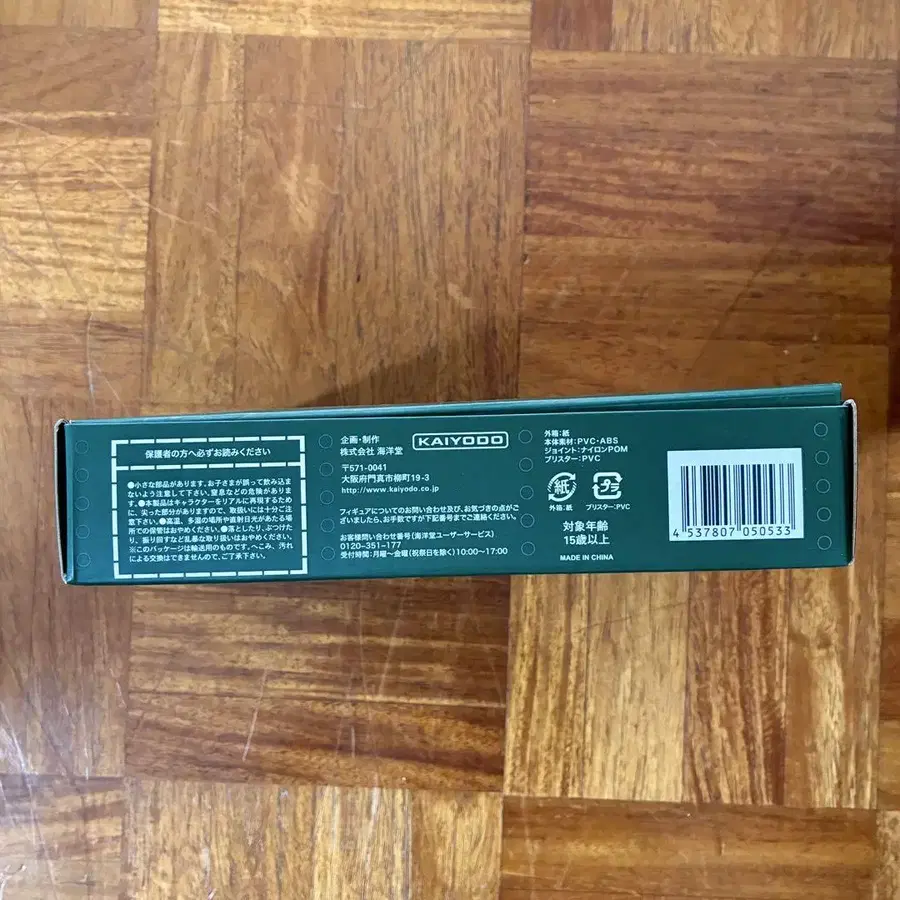 保護者の方へ必ずお読みください
●小さな部品があります。お子さまが誤って飲み込ま
ないよう注意して下さい。窒息などの危険がありま
す。●本製品はキャラクターをリアルに再現するため
に、尖った部分がありますので、取扱いには十分ご注
意下さい。●高温、多湿の場所や直射日光があたる場
所での保管はおやめください。●落としたり、ぶつけた
り、振り回すなど乱暴な取り扱いはおやめください。
※このパッケージは輸送用のものです。へこみ、汚れ
による交換はできませんので、ご了承下さい。
企画・制作
株式会社 海洋堂
KAIYODO
〒571-0041
大阪府門真市柳町19-3
http://www.kaiyodo.co.jp
フィギュアについてのお問い合わせ及び、お気づきの点がご
ざいましたら、お手数ですが下記番号までご連絡ください。
お客様問い合わせ番号(海洋堂ユーザーサービス)
0120-351-177
受付時間:月曜〜金曜(祝祭日を除く)10:00〜17:00
外箱:紙
本体素材:PVC・ABS
ジョイント:ナイロンPOM
ブリスター:PVC
紙
プラ
外箱:紙
ブリスター:PVC
対象年齢
15歳以上
MADE IN CHINA
4 537807 050533